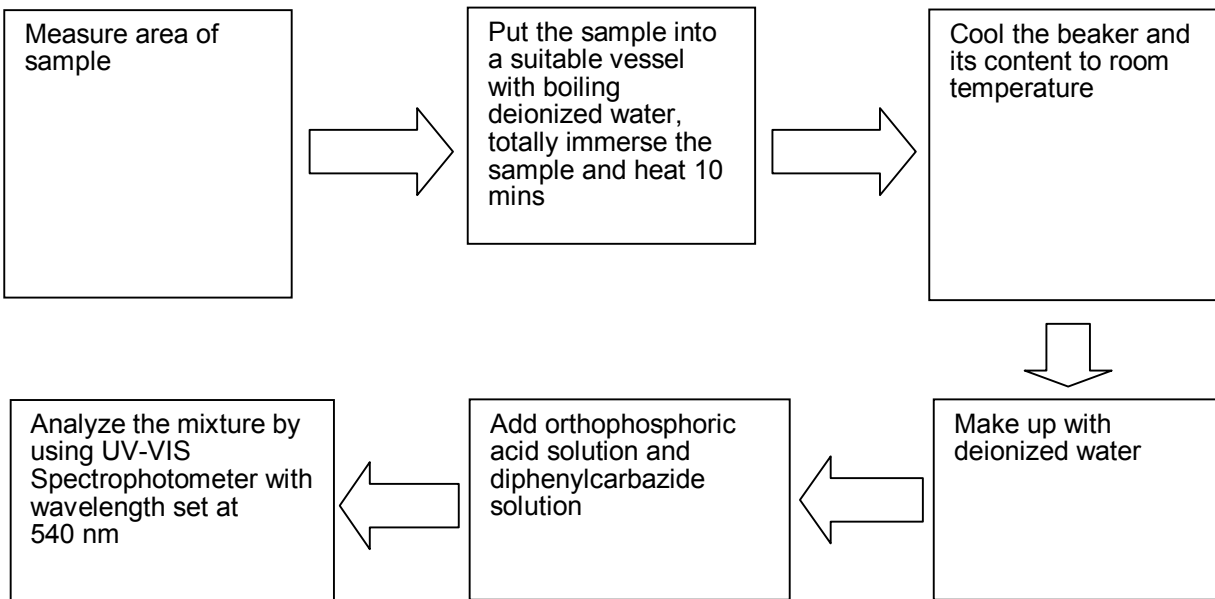 Measure area of
sample
Put the sample into
a suitable vessel
with boiling
deionized water,
totally immerse the
sample and heat 10
mins
Cool the beaker and
its content to room
temperature
Make up with
deionized water
Add orthophosphoric
acid solution and
diphenylcarbazide
solution
Analyze the mixture by
using UV-VIS
Spectrophotometer with
wavelength set at
540 nm